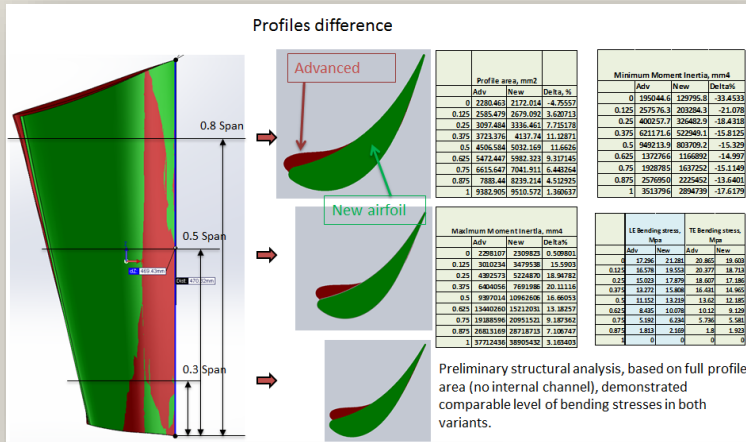 Profiles difference
Advanced
New airfoil
0.8 Span
0.5 Span
0.3 Span
dZ: 469.43mm
Dist: 470.52mm
Profile area, mm2
Adv New Delta, %
0 2280.463 2172.014 -4.75557
0.125 2585.479 2679.092 3.620713
0.25 3097.484 3336.461 7.715178
0.375 3723.376 4137.74 11.12871
0.5 4506.584 5032.169 11.6626
0.625 5472.447 5982.323 9.317145
0.75 6615.647 7041.911 6.443264
0.875 7883.44 8239.214 4.512925
1 9382.905 9510.572 1.360637
Minimum Moment Inertia, mm4
Adv New Delta%
0 195044.6 129795.8 -33.4533
0.125 257576.3 203284.3 -21.078
0.25 400257.7 326482.9 -18.4318
0.375 621171.6 522949.1 -15.8125
0.5 949213.9 803709.2 -15.329
0.625 1372766 1166892 -14.997
0.75 1928785 1637252 -15.1149
0.875 2576950 2225452 -13.6401
1 3513796 2894739 -17.6179
Maximum Moment Inertia, mm4
Adv New Delta%
0 2298107 2309823 0.509801
0.125 3010234 3479538 15.5903
0.25 4392573 5224870 18.94782
0.375 6404056 7691986 20.11116
0.5 9397014 10962606 16.66053
0.625 13440260 15212031 13.18257
0.75 19188596 20951521 9.187362
0.875 26813169 28718713 7.106747
1 37712436 38905432 3.163403
LE Bending stress, Mpa TE Bending stress, Mpa
Adv New Adv New
0 17.296 21.281 20.865 19.603
0.125 16.578 19.553 20.377 18.713
0.25 15.023 17.879 18.607 17.186
0.375 13.272 15.808 16.431 14.965
0.5 11.152 13.219 13.62 12.185
0.625 8.435 10.078 10.12 9.129
0.75 5.192 6.234 5.736 5.581
0.875 1.813 2.169 1.8 1.923
1 0 0 0 0
Preliminary structural analysis, based on full profile
area (no internal channel), demonstrated
comparable level of bending stresses in both
variants.